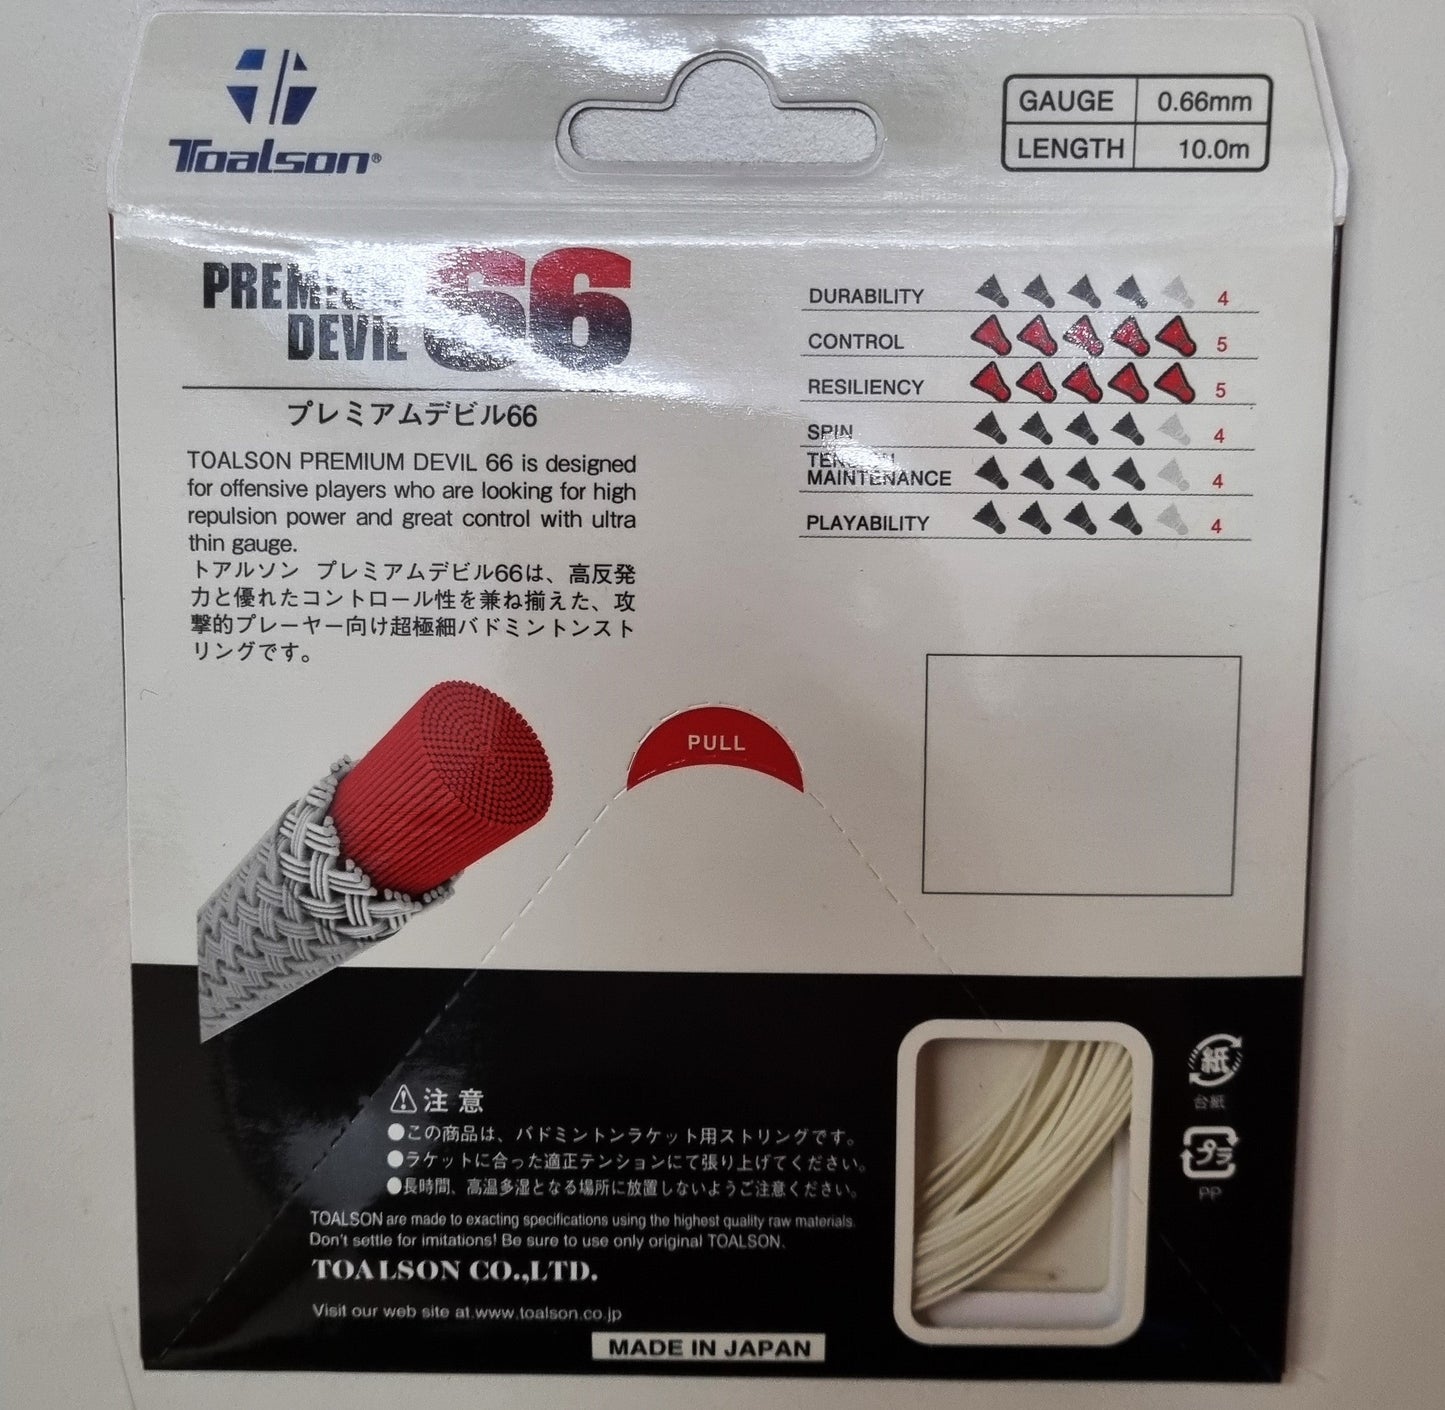 Toalson®
GAUGE 0.66mm
LENGTH 10.0m
PREMIUM
DEVIL 66
プレミアムデビル66
TOALSON PREMIUM DEVIL 66 is designed
for offensive players who are looking for high
repulsion power and great control with ultra
thin gauge.
トアルソン プレミアムデビル66は、高反発
力と優れたコントロール性を兼ね揃えた、攻
撃的プレーヤー向け超極細バドミントンスト
リングです。
DURABILITY 4
CONTROL 5
RESILIENCY 5
SPIN 4
TENSION
MAINTENANCE 4
PLAYABILITY 4
PULL
注意
●この商品は、バドミントンラケット用ストリングです。
●ラケットに合った適正テンションにて張り上げてください。
●長時間、高温多湿となる場所に放置しないようご注意ください。
TOALSON are made to exacting specifications using the highest quality raw materials.
Don't settle for imitations! Be sure to use only original TOALSON.
TOALSON CO.,LTD.
Visit our web site at.www.toalson.co.jp
MADE IN JAPAN
紙
台紙
プラ
PP